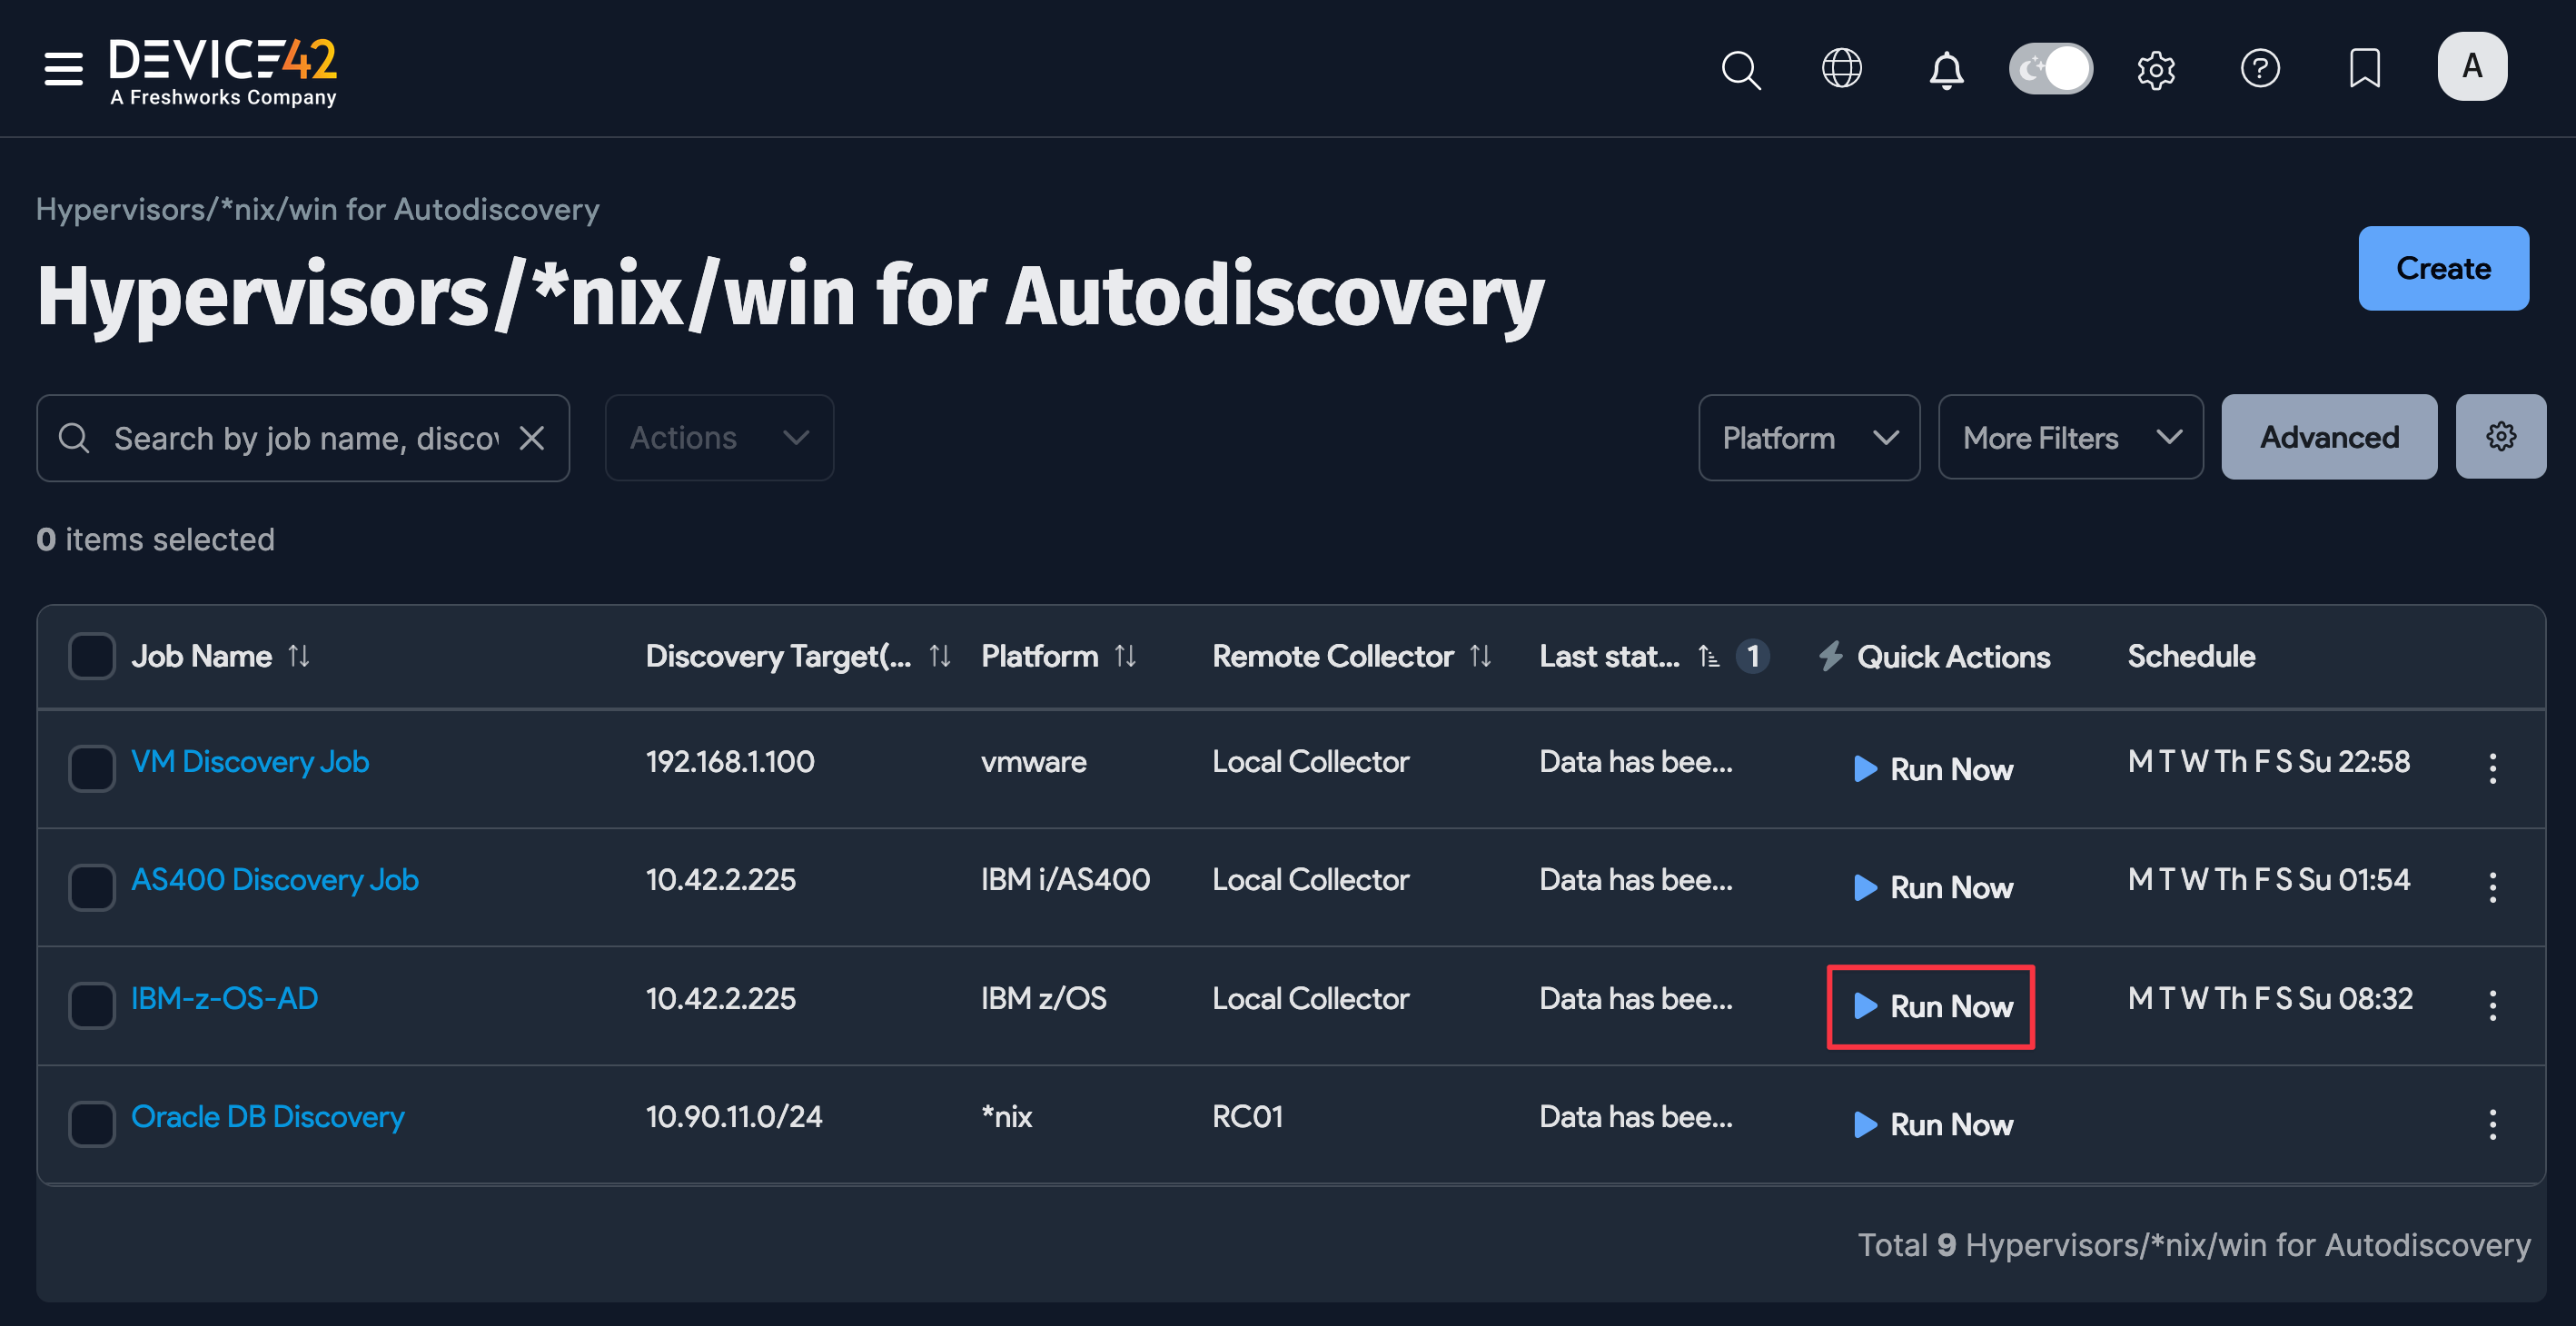 DEVICE42
A Freshworks Company
A
Hypervisors/*nix/win for Autodiscovery
Hypervisors/*nix/win for Autodiscovery
Create
Search by job name, discov
Actions
Platform
More Filters
Advanced
0 items selected
Job Name Discovery Target(... Platform Remote Collector Last stat... 1 Quick Actions Schedule
VM Discovery Job 192.168.1.100 vmware Local Collector Data has bee... Run Now M T W Th F S Su 22:58
AS400 Discovery Job 10.42.2.225 IBM i/AS400 Local Collector Data has bee... Run Now M T W Th F S Su 01:54
IBM-z-OS-AD 10.42.2.225 IBM z/OS Local Collector Data has bee... Run Now M T W Th F S Su 08:32
Oracle DB Discovery 10.90.11.0/24 *nix RC01 Data has bee... Run Now
Total 9 Hypervisors/*nix/win for Autodiscovery